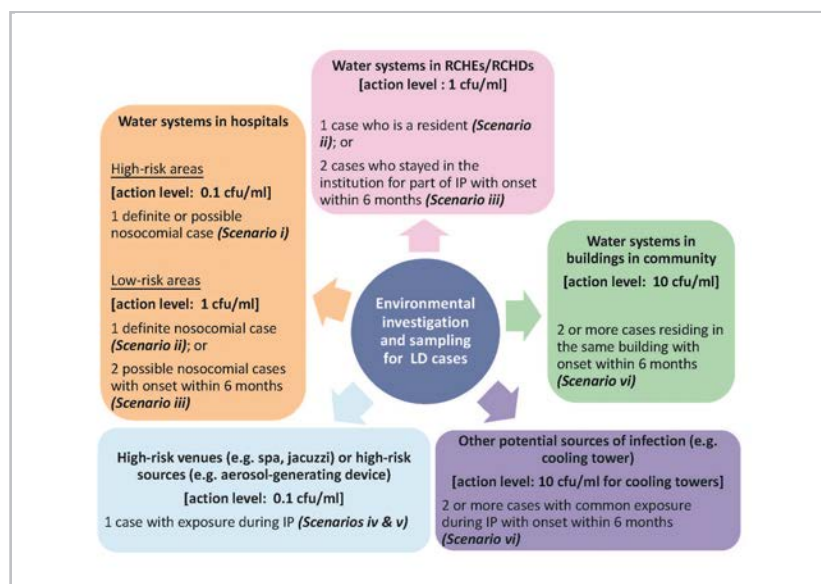 Water systems in RCHEs/RCHDs
[action level : 1 cfu/ml]
1 case who is a resident (Scenario
ii); or
2 cases who stayed in the
institution for part of IP with onset
within 6 months (Scenario iii)
Water systems in hospitals
High-risk areas
[action level: 0.1 cfu/ml]
1 definite or possible
nosocomial case (Scenario i)
Low-risk areas
[action level: 1 cfu/ml]
1 definite nosocomial case
(Scenario ii); or
2 possible nosocomial cases
with onset within 6 months
(Scenario iii)
Environmental
investigation
and sampling
for LD cases
Water systems in
buildings in community
[action level: 10 cfu/ml]
2 or more cases residing in
the same building with
onset within 6 months
(Scenario vi)
High-risk venues (e.g. spa, jacuzzi) or high-risk
sources (e.g. aerosol-generating device)
[action level: 0.1 cfu/ml]
1 case with exposure during IP (Scenarios iv & v)
Other potential sources of infection (e.g.
cooling tower)
[action level: 10 cfu/ml for cooling towers]
2 or more cases with common exposure
during IP with onset within 6 months
(Scenario vi)